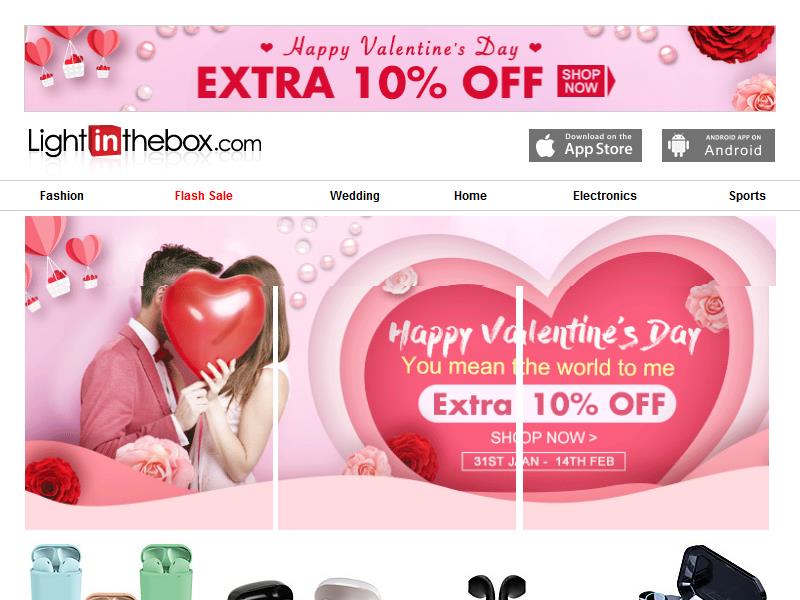 Happy Valentine's Day
EXTRA 10% OFF
SHOP NOW
Lightinthebox.com
Download on the
App Store
ANDROID APP ON
Android
Fashion
Flash Sale
Wedding
Home
Electronics
Sports
Happy Valentine's Day
You mean the world to me
Extra 10% OFF
SHOP NOW >
31ST JAN - 14TH FEB